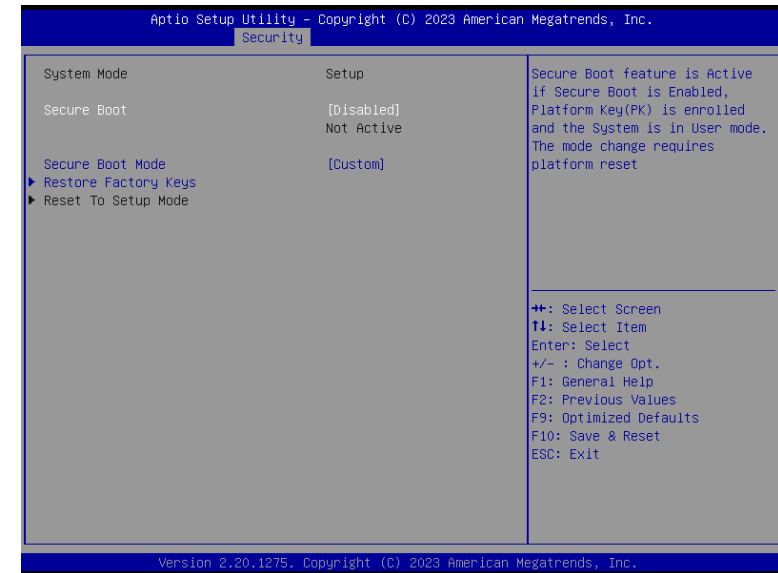 Aptio Setup Utility – Copyright (C) 2023 American Megatrends, Inc.
Security
System Mode Setup
Secure Boot [Disabled]
Not Active
Secure Boot Mode [Custom]
Restore Factory Keys
Reset To Setup Mode
Secure Boot feature is Active
if Secure Boot is Enabled,
Platform Key(PK) is enrolled
and the System is in User mode.
The mode change requires
platform reset
→←: Select Screen
↑↓: Select Item
Enter: Select
+/- : Change Opt.
F1: General Help
F2: Previous Values
F9: Optimized Defaults
F10: Save & Reset
ESC: Exit
Version 2.20.1275. Copyright (C) 2023 American Megatrends, Inc.